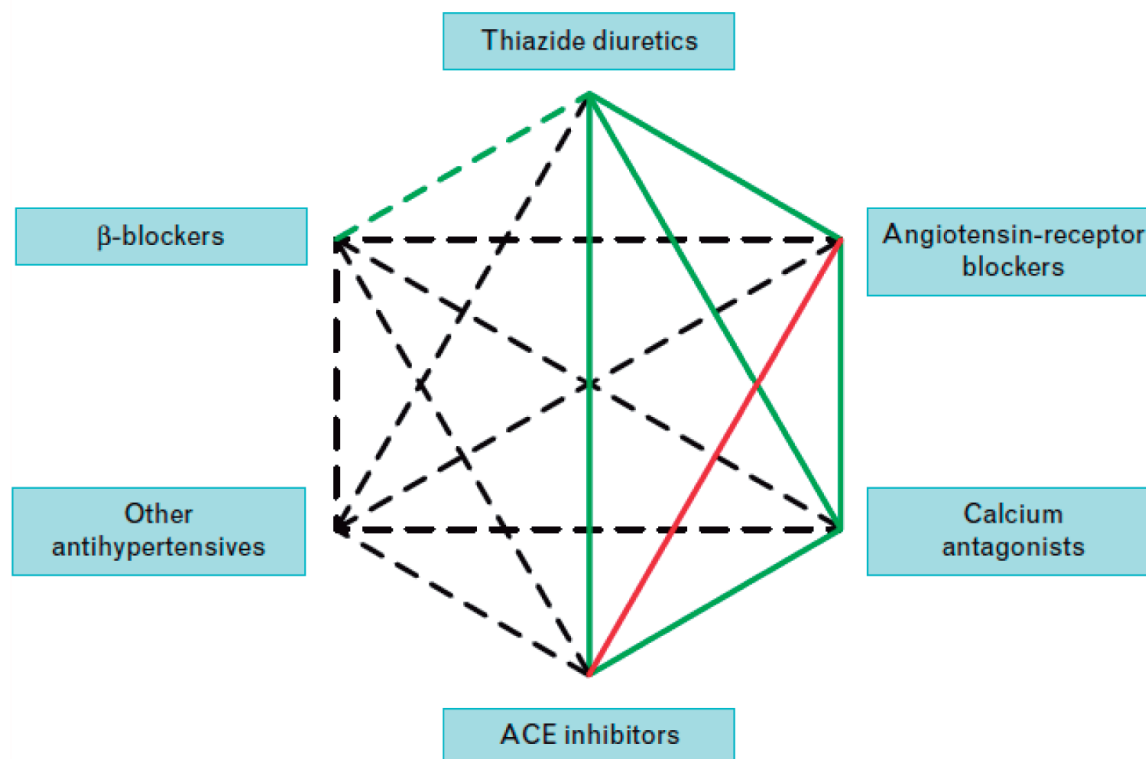 Thiazide diuretics
β-blockers
Angiotensin-receptor
blockers
Other
antihypertensives
Calcium
antagonists
ACE inhibitors